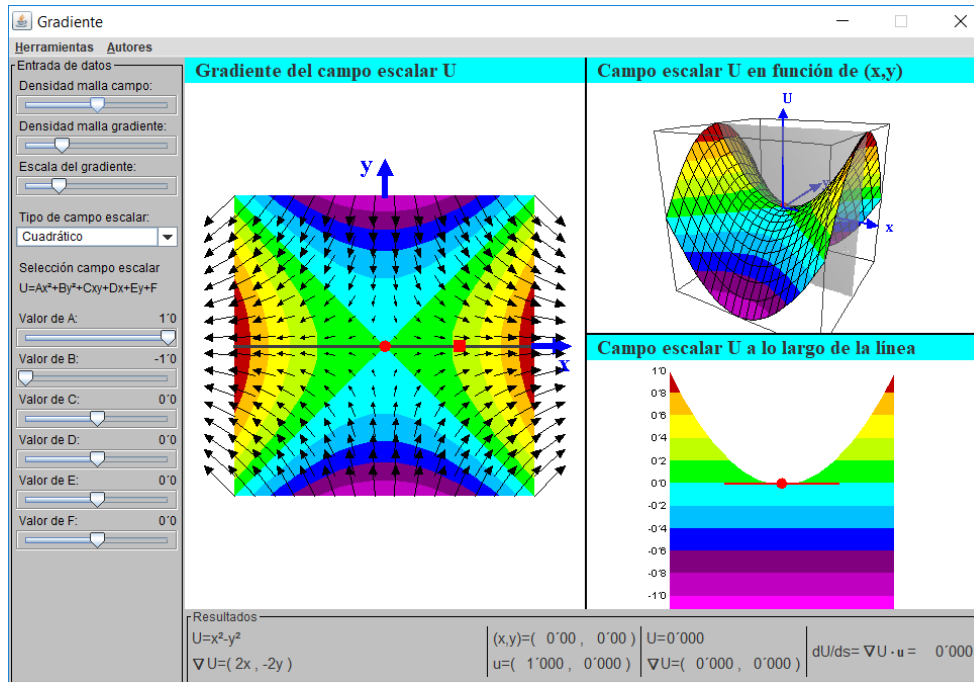 Gradiente
Herramientas Autores
Entrada de datos
Densidad malla campo:
Densidad malla gradiente:
Escala del gradiente:
Tipo de campo escalar:
Cuadrático
Selección campo escalar
U=Ax²+By²+Cxy+Dx+Ey+F
Valor de A: 1´0
Valor de B: -1´0
Valor de C: 0´0
Valor de D: 0´0
Valor de E: 0´0
Valor de F: 0´0
Gradiente del campo escalar U
y
x
Campo escalar U en función de (x,y)
U
y
x
Campo escalar U a lo largo de la línea
1´0
0´8
0´6
0´4
0´2
0´0
-0´2
-0´4
-0´6
-0´8
-1´0
Resultados
U=x²-y²
∇U=( 2x , -2y )
(x,y)=( 0´00 , 0´00 )
u=( 1´000 , 0´000 )
U=0´000
∇U=( 0´000 , 0´000 )
dU/ds= ∇U · u = 0´000